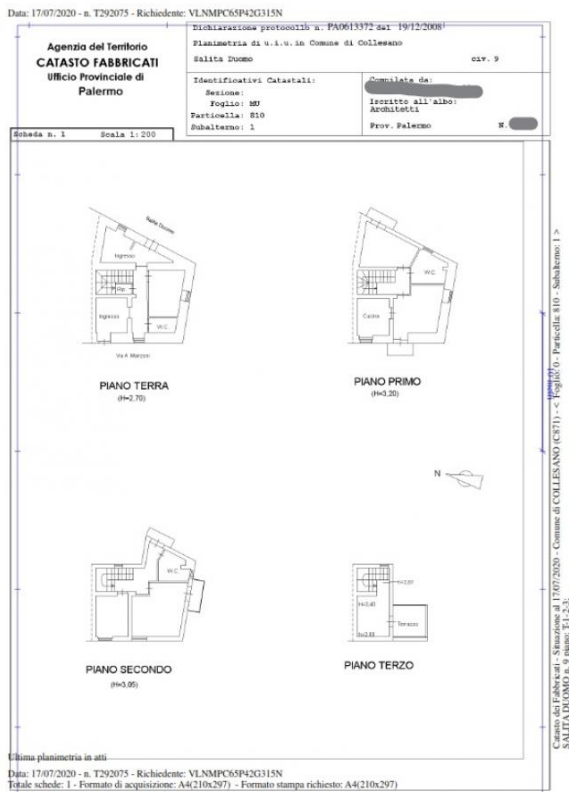 Data: 17/07/2020 - n. T292075 - Richiedente: VLNMPC65P42G315N
Agenzia del Territorio
CATASTO FABBRICATI
Ufficio Provinciale di
Palermo
Dichiarazione protocollo n. PA0613372 del 19/12/2008
Planimetria di u.i.u. in Comune di Collesano
Salita Duomo civ. 9
Identificativi Catastali:
Sezione:
Foglio: MU
Particella: 810
Subalterno: 1
Compilata da:
Iscritto all'albo:
Architetti
Prov. Palermo N.
Scheda n. 1 Scala 1:200
Salita Duomo
Ingresso
Rip.
Ingresso
W.C.
Via A. Manzoni
PIANO TERRA
(H=2,70)
W.C.
Cucina
PIANO PRIMO
(H=3,20)
N
W.C.
PIANO SECONDO
(H=3,05)
Terrazzo
PIANO TERZO
Catasto dei Fabbricati - Situazione al 17/07/2020 - Comune di COLLESANO (C871) - < Foglio: 0 - Particella: 810 - Subalterno: 1 >
SALITA DUOMO n. 9 piano: T-1-2-3;
Ultima planimetria in atti
Data: 17/07/2020 - n. T292075 - Richiedente: VLNMPC65P42G315N
Totale schede: 1 - Formato di acquisizione: A4(210x297) - Formato stampa richiesto: A4(210x297)